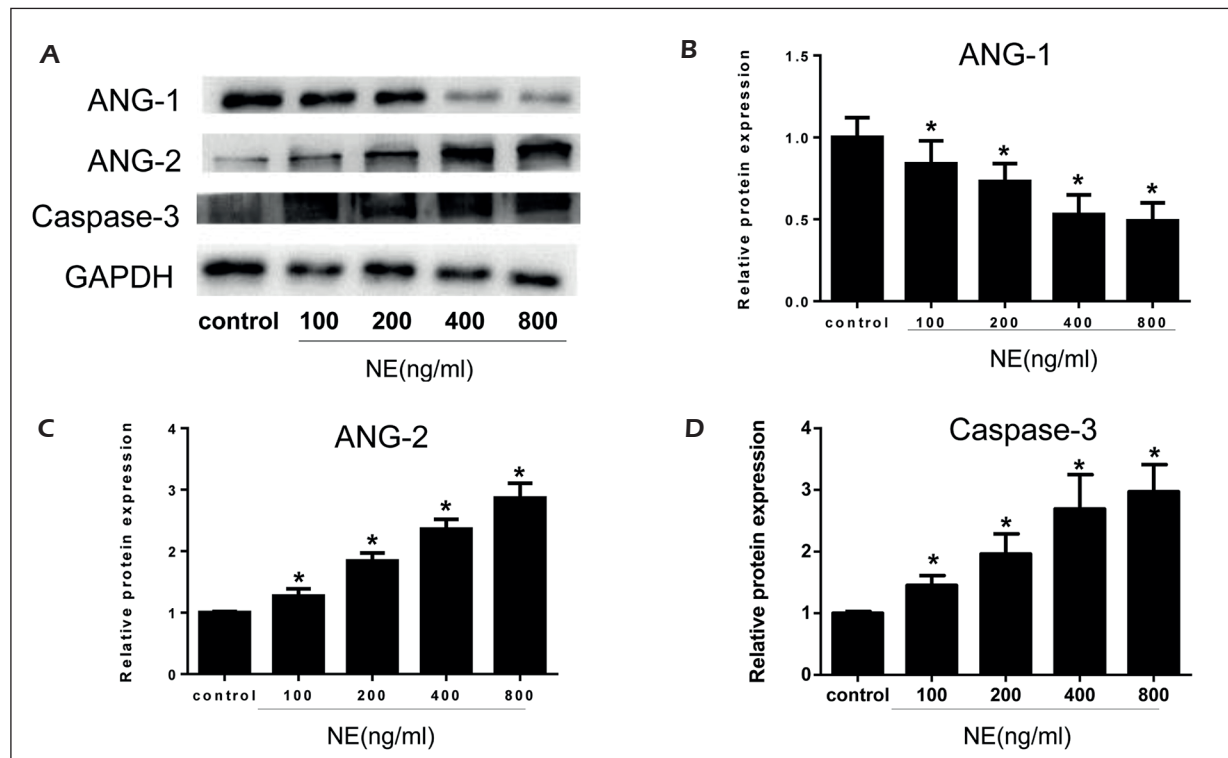 A
ANG-1
ANG-2
Caspase-3
GAPDH
control 100 200 400 800
NE(ng/ml)
B
ANG-1
Relative protein expression
1.5
1.0
0.5
0.0
* * * *
control 100 200 400 800
NE(ng/ml)
C
ANG-2
Relative protein expression
4
3
2
1
0
* * * *
control 100 200 400 800
NE(ng/ml)
D
Caspase-3
Relative protein expression
4
3
2
1
0
* * * *
control 100 200 400 800
NE(ng/ml)